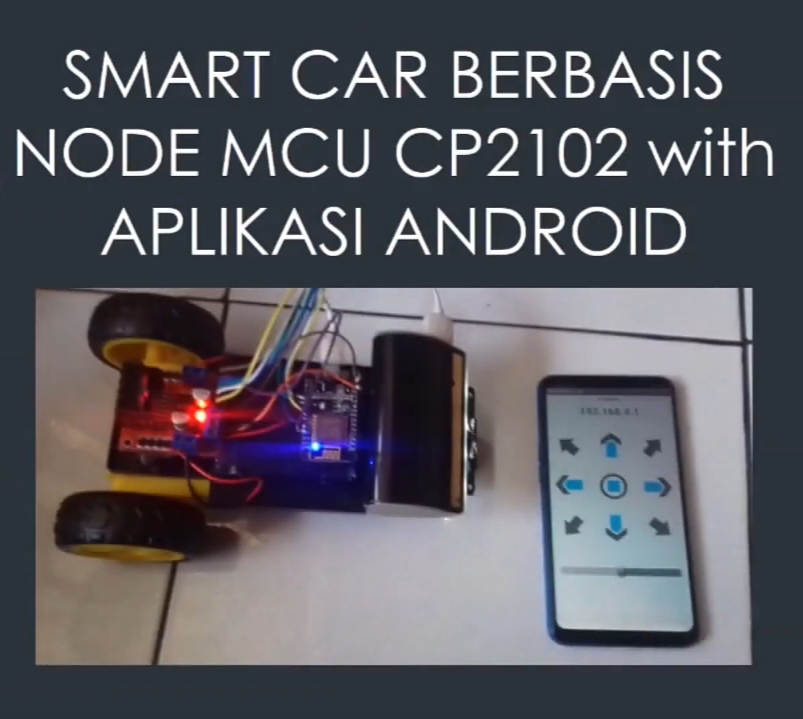 SMART CAR BERBASIS
NODE MCU CP2102 with
APLIKASI ANDROID
192.168.4.1